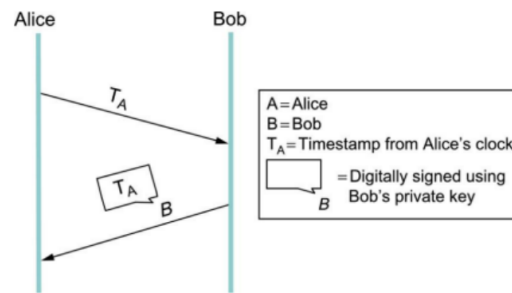 Alice
Bob
T_A
T_A
B
A=Alice
B=Bob
T_A=Timestamp from Alice's clock
=Digitally signed using
B
Bob's private key